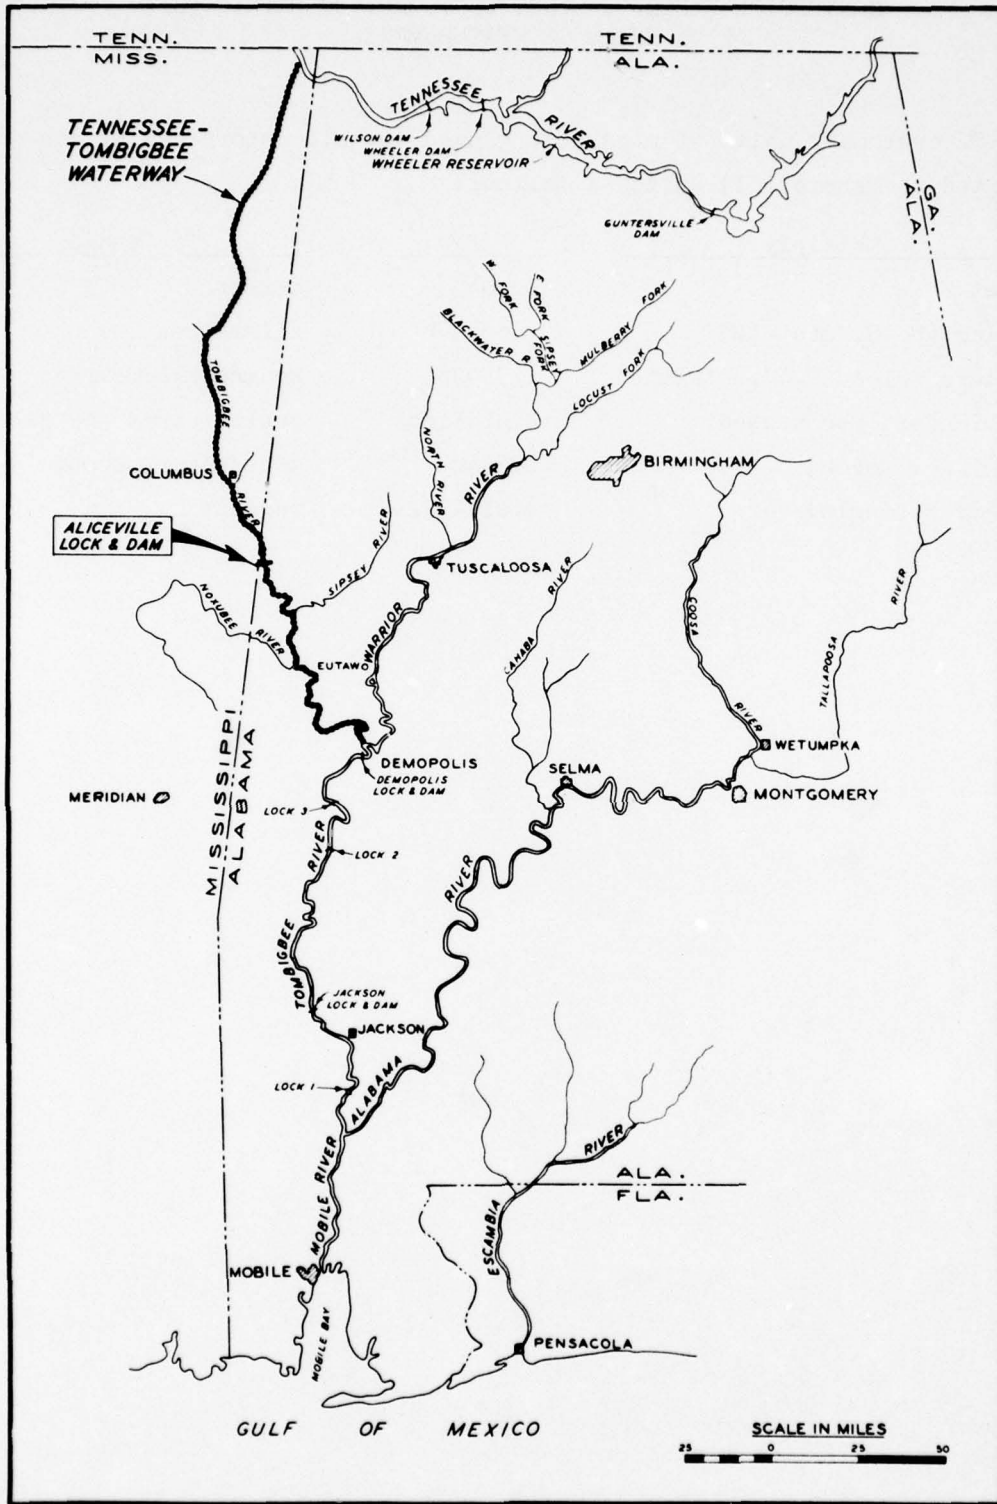 TENN.
MISS.
TENN.
ALA.
TENNESSEE
RIVER
WILSON DAM
WHEELER DAM
WHEELER RESERVOIR
GUNTERSVILLE
DAM
GA.
ALA.
TENNESSEE-
TOMBIGBEE
WATERWAY
W. FORK
E. FORK
SIPSEY
FORK
BLACKWATER R.
MULBERRY FORK
LOCUST FORK
TOMBIGBEE
RIVER
COLUMBUS
NORTH
RIVER
RIVER
BIRMINGHAM
ALICEVILLE
LOCK & DAM
SIPSEY RIVER
TUSCALOOSA
NOXUBEE RIVER
EUTAWO
WARRIOR
CAHABA RIVER
COOSA
RIVER
TALLAPOOSA RIVER
DEMOPOLIS
DEMOPOLIS
LOCK & DAM
SELMA
WETUMPKA
MONTGOMERY
MERIDIAN
MISSISSIPPI
ALABAMA
LOCK 3
LOCK 2
TOMBIGBEE RIVER
RIVER
JACKSON
LOCK & DAM
JACKSON
LOCK 1
ALABAMA
MOBILE RIVER
RIVER
ALA.
FLA.
ESCAMBIA
MOBILE
MOBILE BAY
PENSACOLA
GULF OF MEXICO
SCALE IN MILES
25 0 25 50